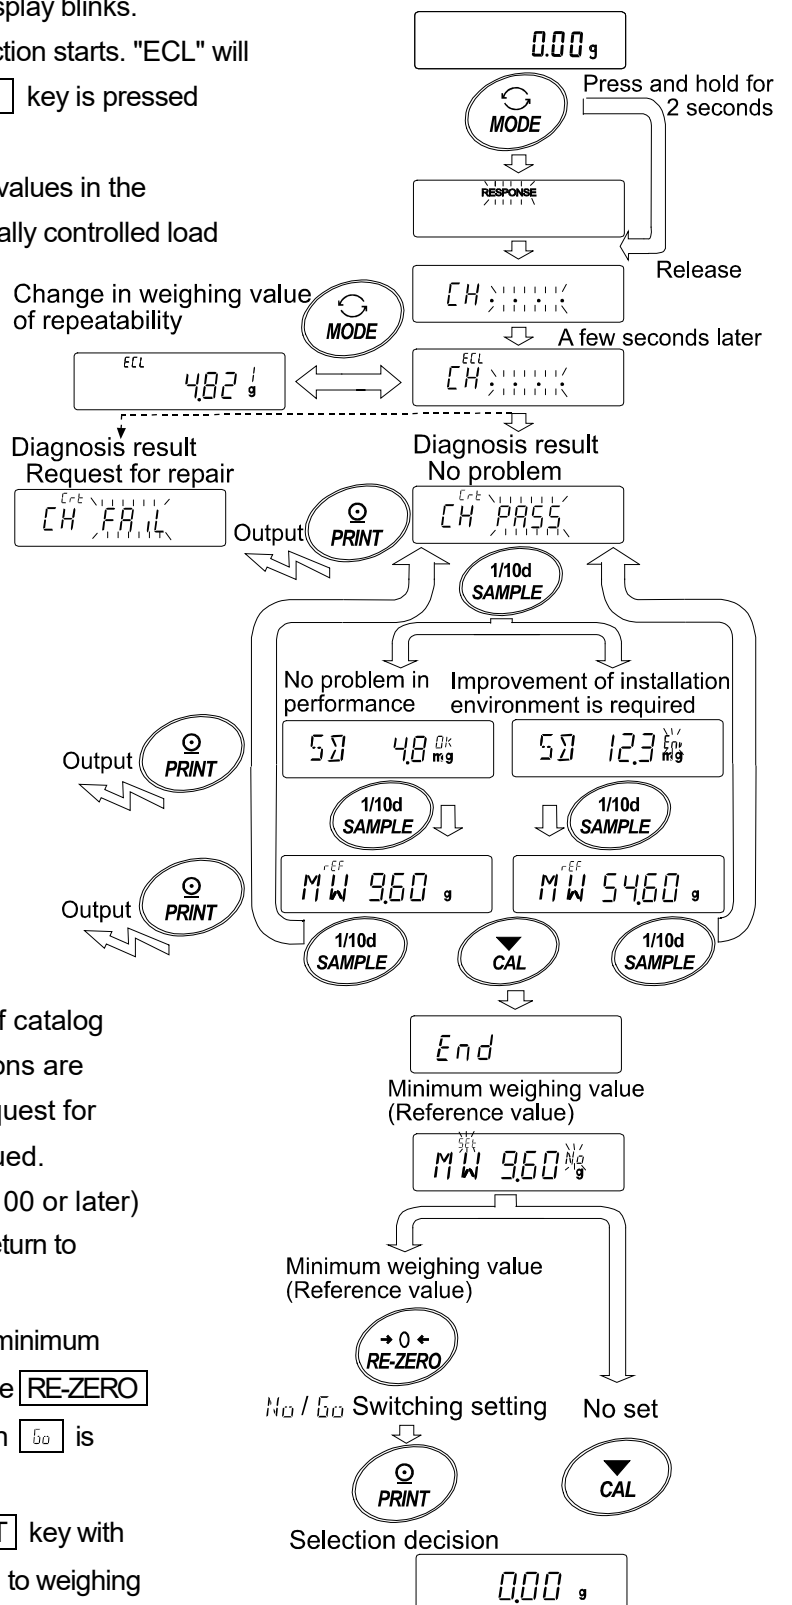 splay blinks.
ction starts. "ECL" will
key is pressed
values in the
ally controlled load
0.00 g
MODE
Press and hold for
2 seconds
RESPONSE
Release
CH
Change in weighing value
of repeatability
MODE
A few seconds later
ECL
4.82 g
ECL
CH
Diagnosis result
Request for repair
Crt
CH FAiL
Diagnosis result
No problem
Crt
CH PASS
Output
PRINT
1/10d
SAMPLE
No problem in
performance
Improvement of installation
environment is required
SD 4.8 OK mg
SD 12.3 Env mg
Output
PRINT
1/10d
SAMPLE
1/10d
SAMPLE
rEF
MW 9.60 g
rEF
MW 54.60 g
Output
PRINT
1/10d
SAMPLE
CAL
1/10d
SAMPLE
End
Minimum weighing value
(Reference value)
SEt
MW 9.60 No g
f catalog
ons are
quest for
ued.
00 or later)
eturn to
minimum
e RE-ZERO
n Go is
T key with
to weighing
Minimum weighing value
(Reference value)
→0←
RE-ZERO
No / Go Switching setting
No set
PRINT
CAL
Selection decision
0.00 g